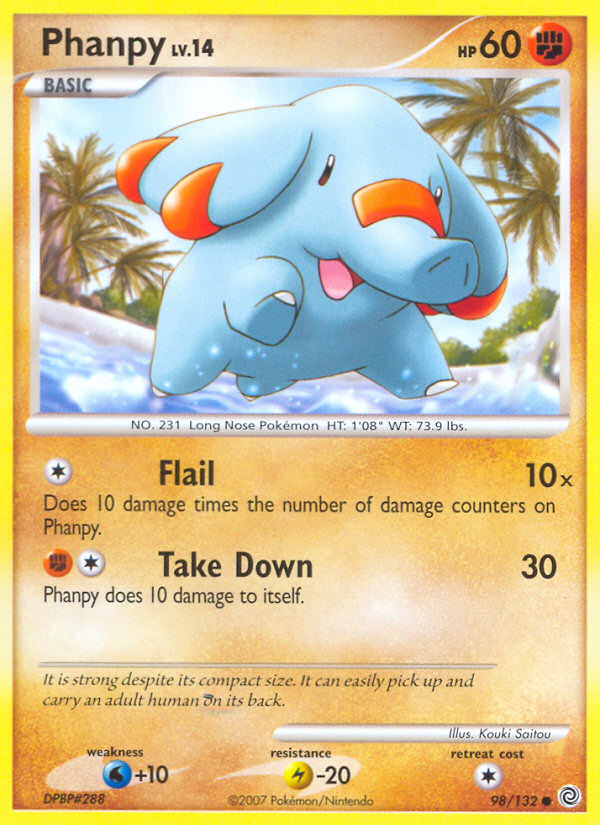 Phanpy LV.14 HP 60
BASIC
NO. 231 Long Nose Pokémon HT: 1'08" WT: 73.9 lbs.
Flail 10x
Does 10 damage times the number of damage counters on
Phanpy.
Take Down 30
Phanpy does 10 damage to itself.
It is strong despite its compact size. It can easily pick up and
carry an adult human on its back.
Illus. Kouki Saitou
weakness resistance retreat cost
+10 -20
DPBP#288 ©2007 Pokémon/Nintendo 98/132